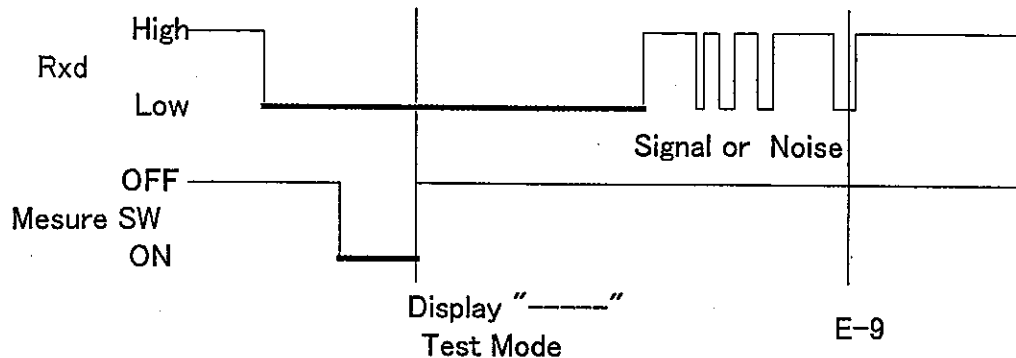 High
Rxd
Low
Signal or Noise
OFF
Mesure SW
ON
Display "-----"
Test Mode
E-9